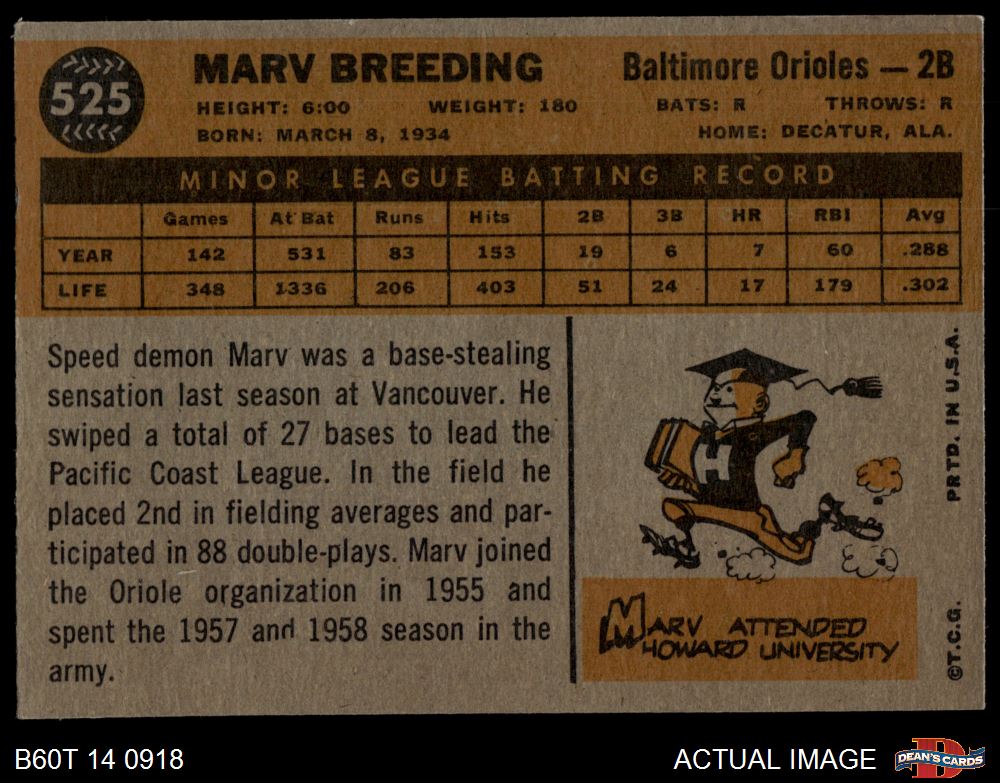 525
MARV BREEDING
Baltimore Orioles — 2B
HEIGHT: 6:00 WEIGHT: 180 BATS: R THROWS: R
BORN: MARCH 8, 1934 HOME: DECATUR, ALA.
MINOR LEAGUE BATTING RECORD
Games At Bat Runs Hits 2B 3B HR RBI Avg
YEAR 142 531 83 153 19 6 7 60 .288
LIFE 348 1336 206 403 51 24 17 179 .302
Speed demon Marv was a base-stealing
sensation last season at Vancouver. He
swiped a total of 27 bases to lead the
Pacific Coast League. In the field he
placed 2nd in fielding averages and par-
ticipated in 88 double-plays. Marv joined
the Oriole organization in 1955 and
spent the 1957 and 1958 season in the
army.
H
MARV ATTENDED
HOWARD UNIVERSITY
©T.C.G. PRTD. IN U.S.A.
B60T 14 0918
ACTUAL IMAGE
D
DEAN'S CARDS